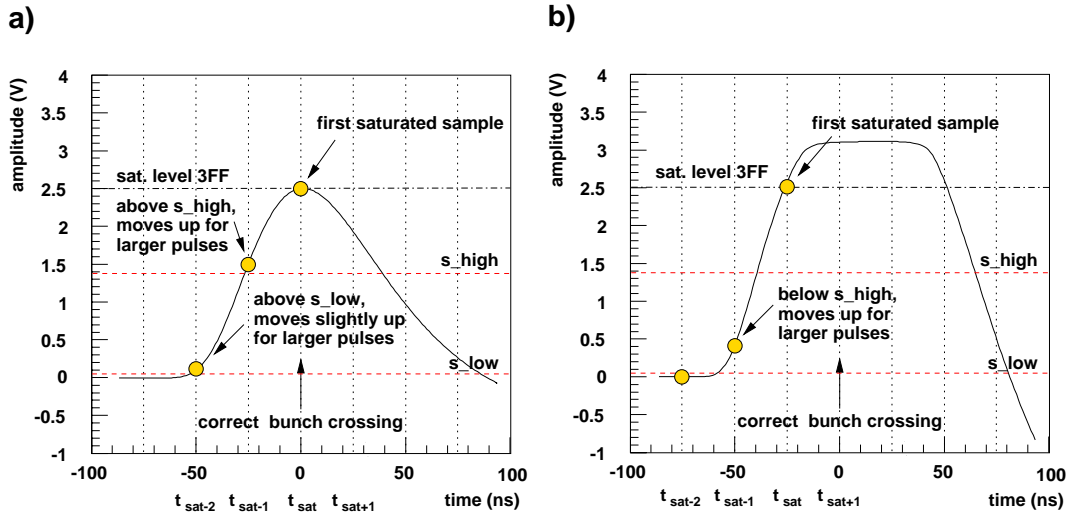 a)
amplitude (V)
4
3.5
3
2.5
2
1.5
1
0.5
0
-0.5
-1
first saturated sample
sat. level 3FF
above s_high,
moves up for
larger pulses
s_high
above s_low,
moves slightly up
for larger pulses
s_low
correct bunch crossing
-100
-50
0
50
100
t sat-2
t sat-1
t sat
t sat+1
time (ns)
b)
amplitude (V)
4
3.5
3
2.5
2
1.5
1
0.5
0
-0.5
-1
first saturated sample
sat. level 3FF
s_high
below s_high,
moves up for
larger pulses
s_low
correct bunch crossing
-100
-50
0
50
100
t sat-2
t sat-1
t sat
t sat+1
time (ns)